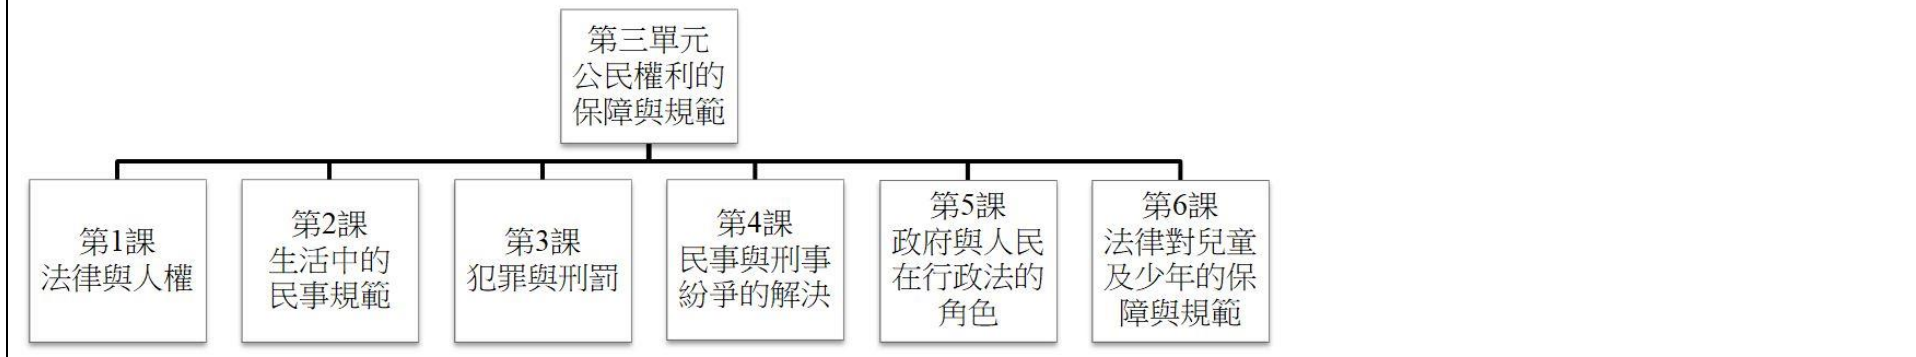 第三單元
公民權利的
保障與規範
第1課
法律與人權
第2課
生活中的
民事規範
第3課
犯罪與刑罰
第4課
民事與刑事
紛爭的解決
第5課
政府與人民
在行政法的
角色
第6課
法律對兒童
及少年的保
障與規範